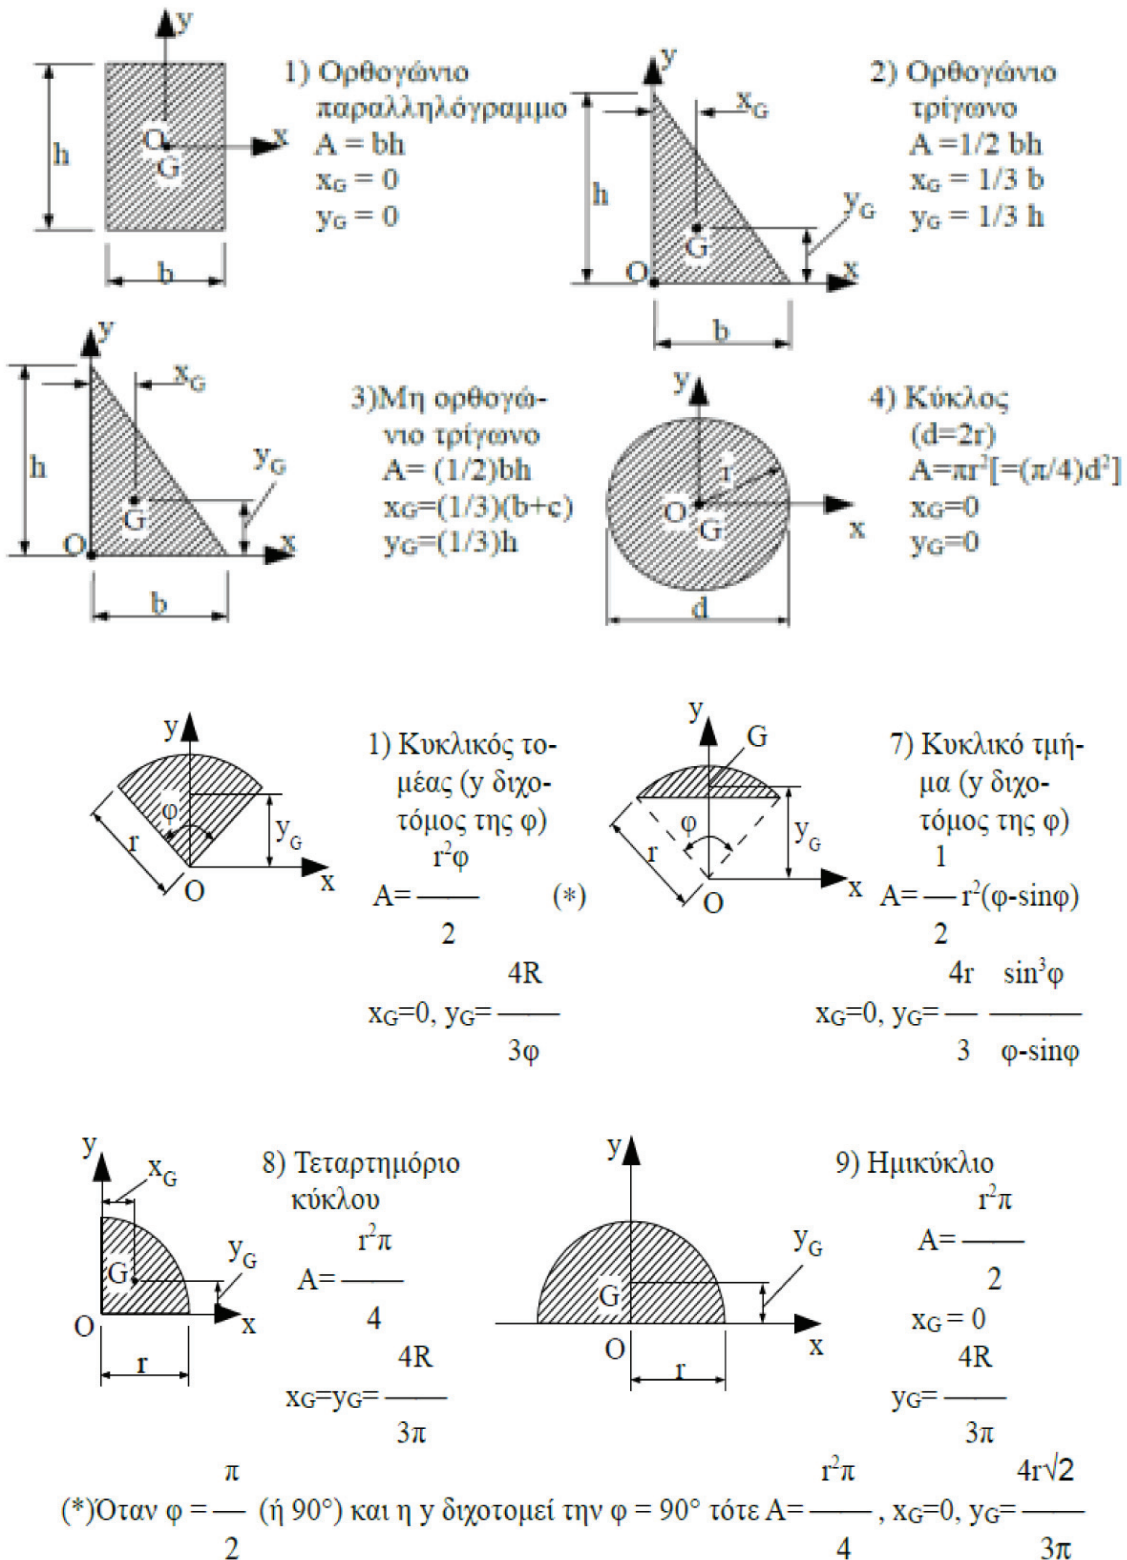 y
h
O
G
x
b
1) Ορθογώνιο
παραλληλόγραμμο
A = bh
xG = 0
yG = 0
y
xG
h
yG
G
O
x
b
2) Ορθογώνιο
τρίγωνο
A =1/2 bh
xG = 1/3 b
yG = 1/3 h
y
xG
h
yG
G
O
x
b
3)Μη ορθογώ-
νιο τρίγωνο
A= (1/2)bh
xG=(1/3)(b+c)
yG=(1/3)h
y
r
O
G
x
d
4) Κύκλος
(d=2r)
A=πr²[=(π/4)d²]
xG=0
yG=0
y
φ
r
yG
O
x
1) Κυκλικός το-
μέας (y διχο-
τόμος της φ)
r²φ
A= (*)
2
4R
xG=0, yG=
3φ
y
G
φ
r
yG
O
x
7) Κυκλικό τμή-
μα (y διχο-
τόμος της φ)
1
A= r²(φ-sinφ)
2
4r sin³φ
xG=0, yG=
3 φ-sinφ
y
xG
G
yG
O
x
r
8) Τεταρτημόριο
κύκλου
r²π
A=
4
4R
xG=yG=
3π
y
yG
G
O
x
r
9) Ημικύκλιο
r²π
A=
2
xG = 0
4R
yG=
3π
π r²π 4r√2
(*)Όταν φ = (ή 90°) και η y διχοτομεί την φ = 90° τότε A= , xG=0, yG=
2 4 3π